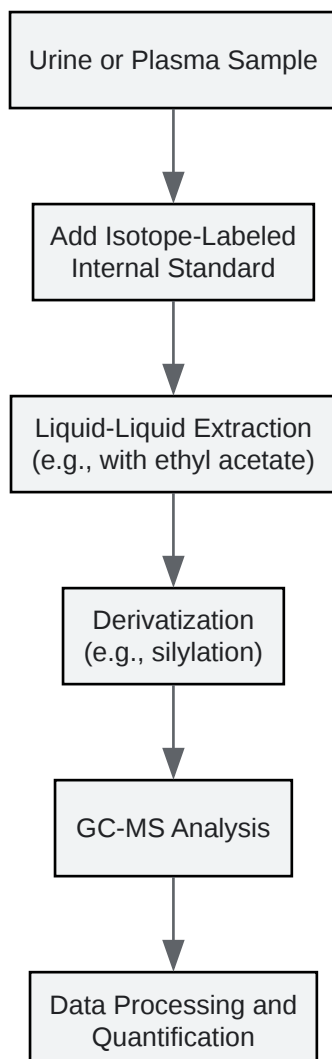 Urine or Plasma Sample
Add Isotope-Labeled
Internal Standard
Liquid-Liquid Extraction
(e.g., with ethyl acetate)
Derivatization
(e.g., silylation)
GC-MS Analysis
Data Processing and
Quantification